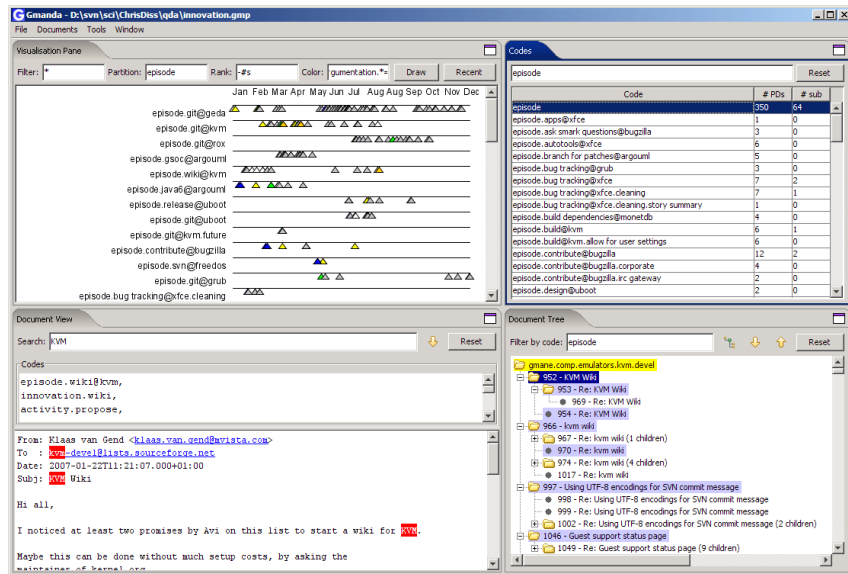 Gmanda - D:\svn\sci\ChrisDiss\qda\innovation.gmp
File Documents Tools Window
Visualisation Pane
Filter: * Partition: episode Rank: -#s Color: gumentation.*= Draw Recent
Jan Feb Mar Apr May Jun Jul Aug Aug Sep Oct Nov Dec
episode.git@geda
episode.git@kvm
episode.git@rox
episode.gsoc@argouml
episode.wiki@kvm
episode.java6@argouml
episode.release@uboot
episode.git@uboot
episode.git@kvm.future
episode.contribute@bugzilla
episode.svn@freedos
episode.git@grub
episode.bug tracking@xfce.cleaning
Codes
episode Reset
Code # PDs # sub
episode 350 64
episode.apps@xfce 1 0
episode.ask smark questions@bugzilla 3 0
episode.autotools@xfce 6 0
episode.branch for patches@argouml 5 0
episode.bug tracking@grub 3 0
episode.bug tracking@xfce 7 2
episode.bug tracking@xfce.cleaning 7 1
episode.bug tracking@xfce.cleaning.story summary 1 0
episode.build dependencies@monetdb 4 0
episode.build@kvm 6 1
episode.build@kvm.allow for user settings 6 0
episode.contribute@bugzilla 12 2
episode.contribute@bugzilla.corporate 4 0
episode.contribute@bugzilla.irc gateway 2 0
episode.design@uboot 2 0
Document View
Search: KVM Reset
Codes
episode.wiki@kvm,
innovation.wiki,
activity.propose,
From: Klaas van Gend <klaas.van.gend@mvista.com>
To : kvm-devel@lists.sourceforge.net
Date: 2007-01-22T11:21:07.000+01:00
Subj: KVM Wiki
Hi all,
I noticed at least two promises by Avi on this list to start a wiki for KVM.
Maybe this can be done without much setup costs, by asking the
maintainer of kernel.org
Document Tree
Filter by code: episode Reset
gmane.comp.emulators.kvm.devel
952 - KVM Wiki
953 - Re: KVM Wiki
969 - Re: KVM Wiki
954 - Re: KVM Wiki
966 - kvm wiki
967 - Re: kvm wiki (1 children)
970 - Re: kvm wiki
974 - Re: kvm wiki (4 children)
1017 - Re: kvm wiki
997 - Using UTF-8 encodings for SVN commit message
998 - Re: Using UTF-8 encodings for SVN commit message
999 - Re: Using UTF-8 encodings for SVN commit message
1002 - Re: Using UTF-8 encodings for SVN commit message (2 children)
1046 - Guest support status page
1049 - Re: Guest support status page (9 children)